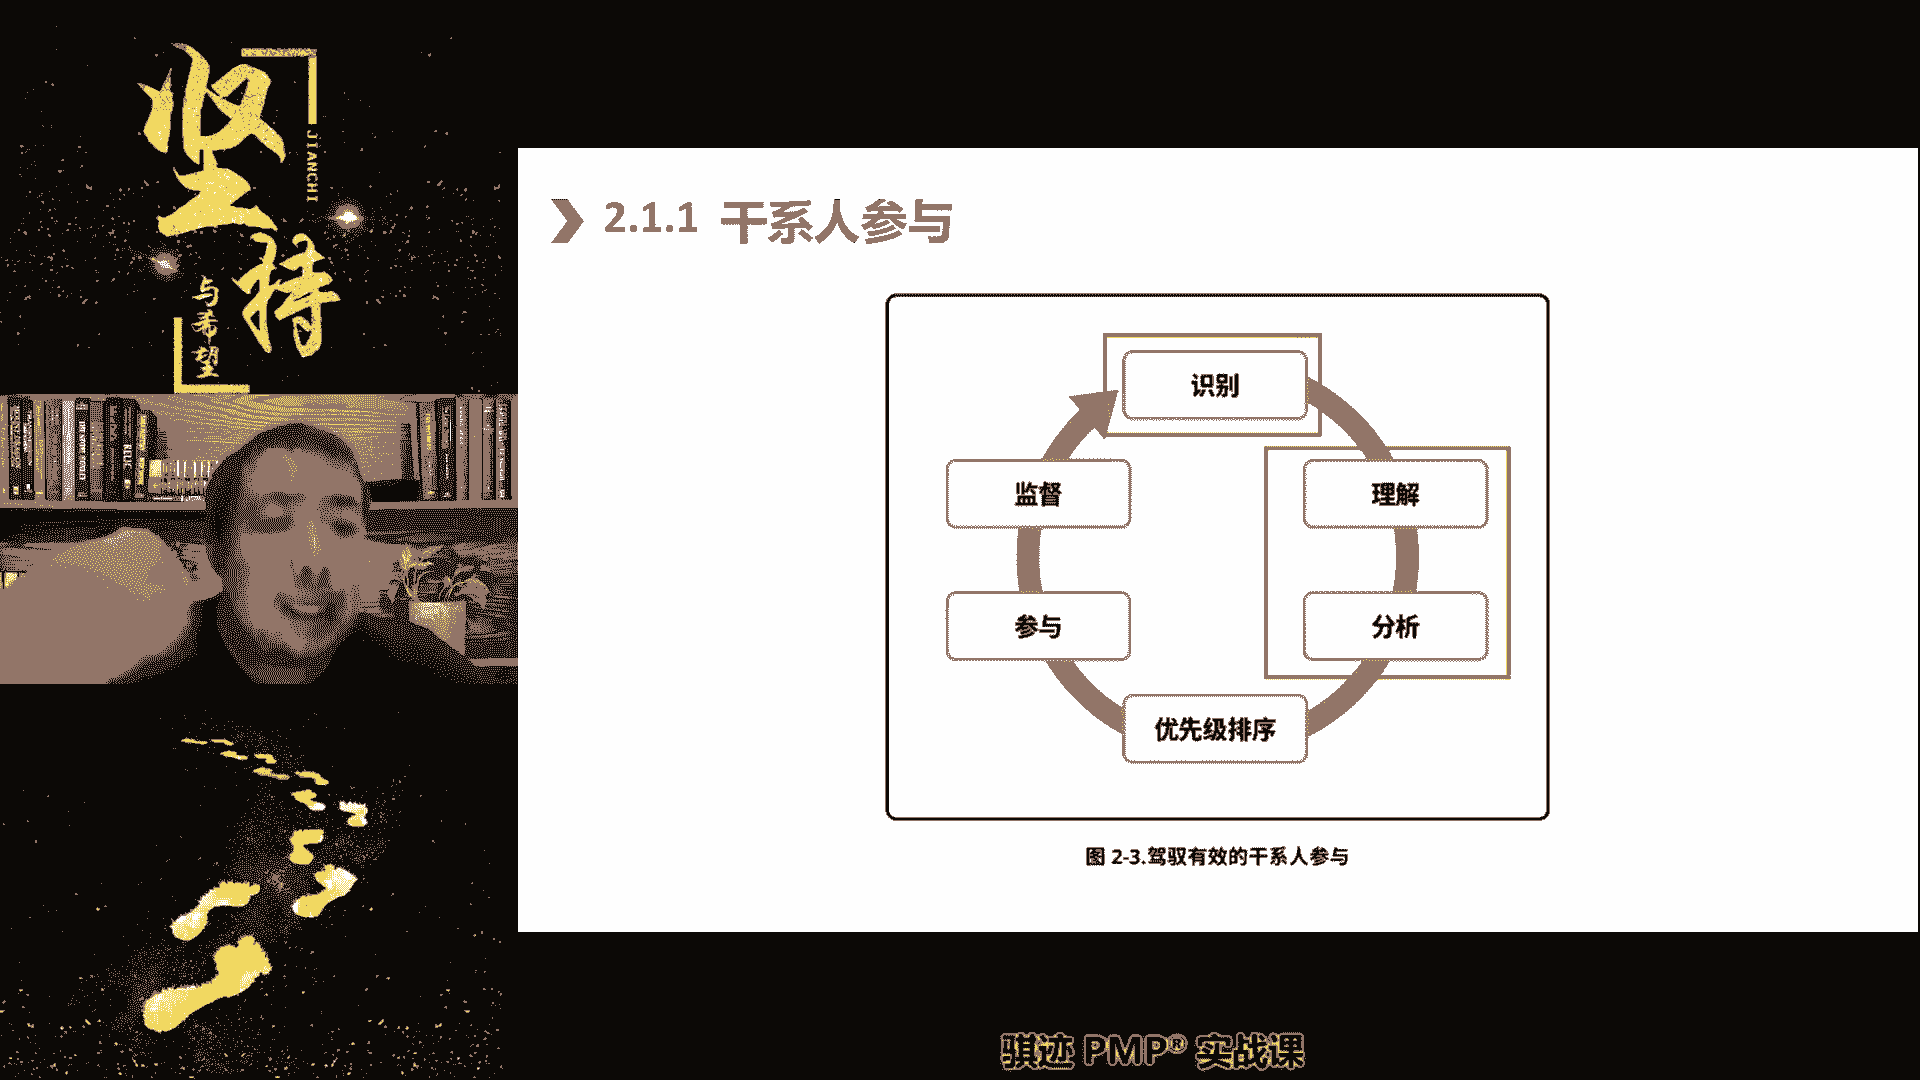 坚持
JIANCHI
与希望
2.1.1 干系人参与
识别
理解
分析
优先级排序
参与
监督
图 2-3.驾驭有效的干系人参与
骐迹 PMP® 实战课